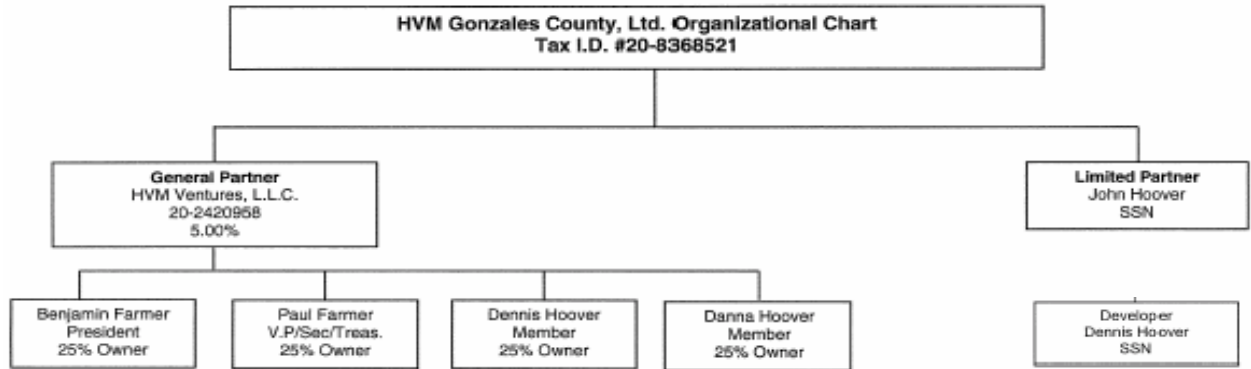 HVM Gonzales County, Ltd. Organizational Chart
Tax I.D. #20-8368521
General Partner
HVM Ventures, L.L.C.
20-2420958
5.00%
Limited Partner
John Hoover
SSN
Benjamin Farmer
President
25% Owner
Paul Farmer
V.P/Sec/Treas.
25% Owner
Dennis Hoover
Member
25% Owner
Danna Hoover
Member
25% Owner
Developer
Dennis Hoover
SSN